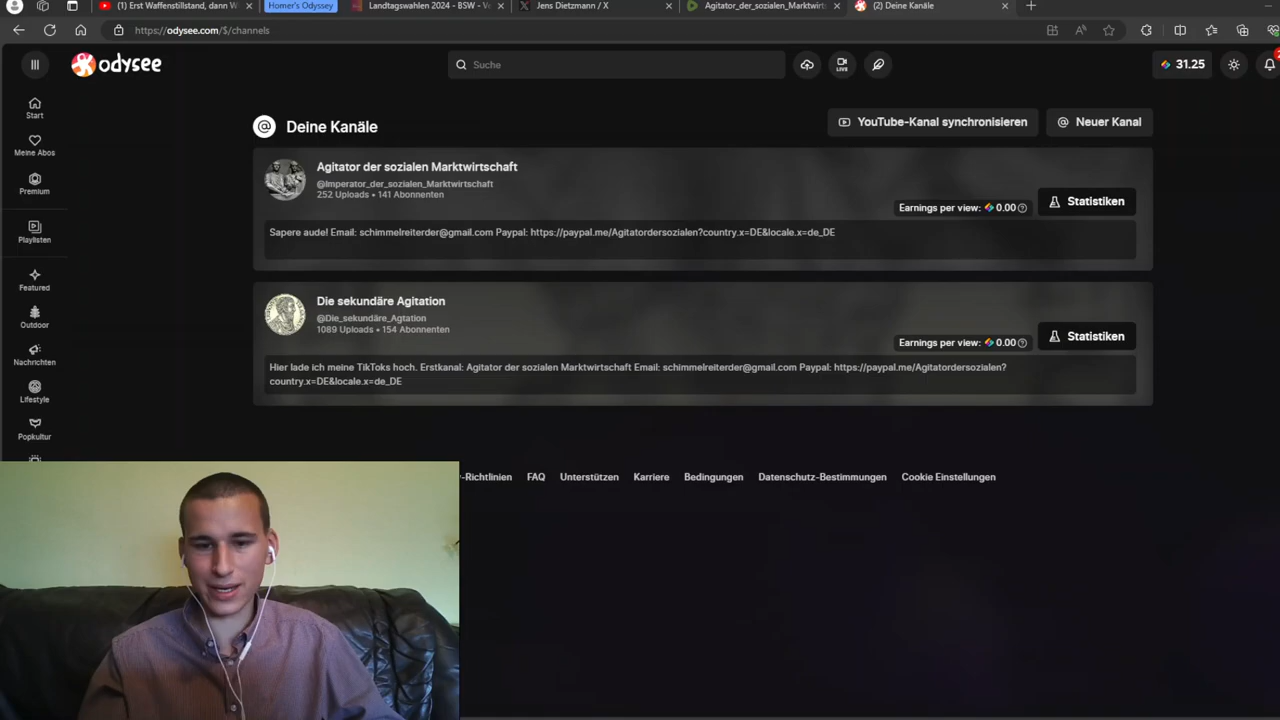 (1) Erst Waffenstillstand, dann W
Homer's Odyssey
Landtagswahlen 2024 - BSW - Ve
Jens Dietzmann / X
Agitator_der_sozialen_Marktwirts
(2) Deine Kanäle
https://odysee.com/$/channels
odysee
Suche
LIVE
31.25
Start
Meine Abos
Premium
Playlisten
Featured
Outdoor
Nachrichten
Lifestyle
Popkultur
Deine Kanäle
YouTube-Kanal synchronisieren
Neuer Kanal
Agitator der sozialen Marktwirtschaft
@Imperator_der_sozialen_Marktwirtschaft
252 Uploads • 141 Abonnenten
Earnings per view: 0.00
Statistiken
Sapere aude! Email: schimmelreiterder@gmail.com Paypal: https://paypal.me/Agitatordersozialen?country.x=DE&locale.x=de_DE
Die sekundäre Agitation
@Die_sekundäre_Agtation
1089 Uploads • 154 Abonnenten
Earnings per view: 0.00
Statistiken
Hier lade ich meine TikToks hoch. Erstkanal: Agitator der sozialen Marktwirtschaft Email: schimmelreiterder@gmail.com Paypal: https://paypal.me/Agitatordersozialen?
country.x=DE&locale.x=de_DE
-Richtlinien FAQ Unterstützen Karriere Bedingungen Datenschutz-Bestimmungen Cookie Einstellungen